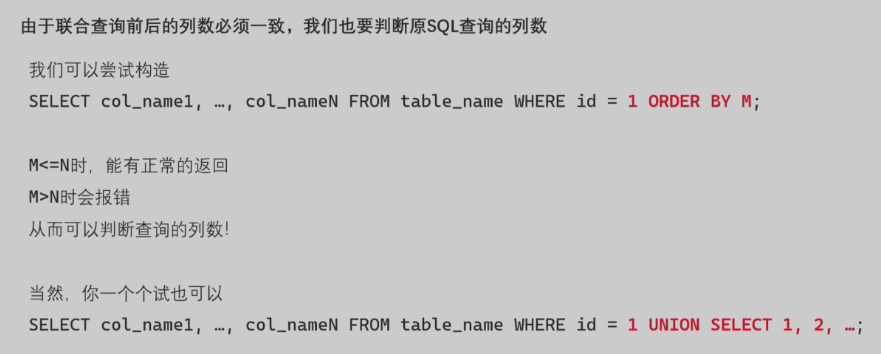 由于联合查询前后的列数必须一致，我们也要判断原SQL查询的列数
我们可以尝试构造
SELECT col_name1, …, col_nameN FROM table_name WHERE id = 1 ORDER BY M;
M<=N时，能有正常的返回
M>N时会报错
从而可以判断查询的列数！
当然，你一个个试也可以
SELECT col_name1, …, col_nameN FROM table_name WHERE id = 1 UNION SELECT 1, 2, …;